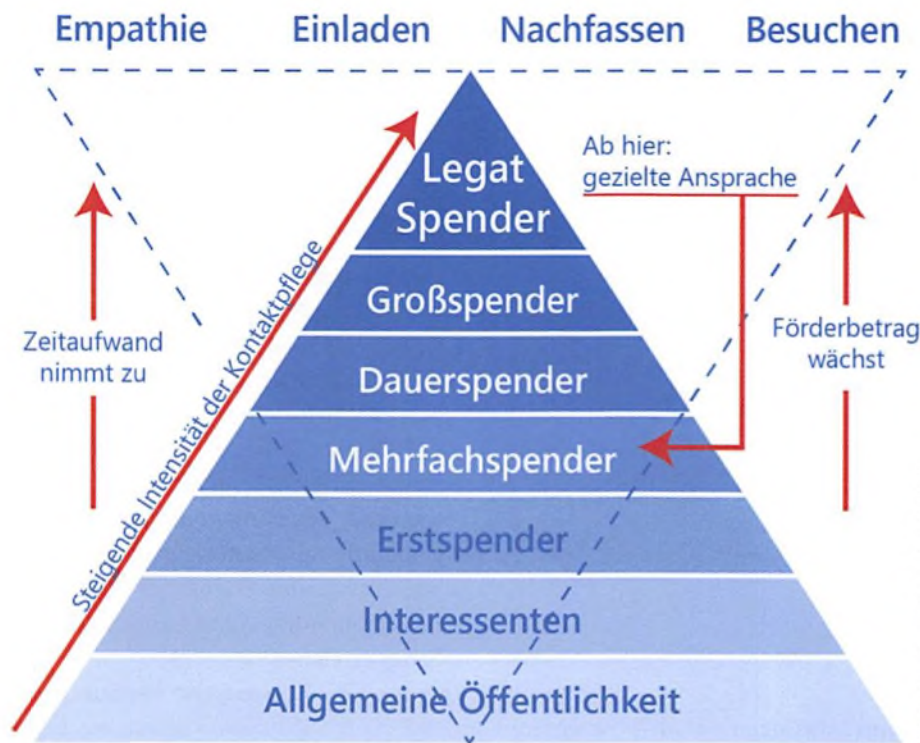 Empathie Einladen Nachfassen Besuchen
Ab hier:
gezielte Ansprache
Legat
Spender
Großspender
Dauerspender
Mehrfachspender
Erstspender
Interessenten
Allgemeine Öffentlichkeit
Zeitaufwand
nimmt zu
Steigende Intensität der Kontaktpflege
Förderbetrag
wächst